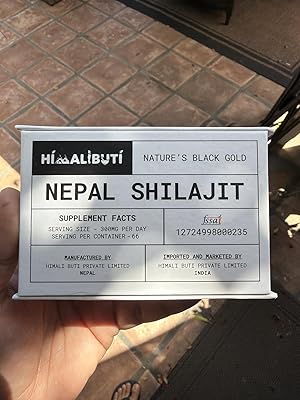 HIMALIBUTI
NATURE'S BLACK GOLD
NEPAL SHILAJIT
SUPPLEMENT FACTS
SERVING SIZE - 300MG PER DAY
SERVING PER CONTAINER - 66
fssai
12724998000235
MANUFACTURED BY
HIMALI BUTI PRIVATE LIMITED
NEPAL
IMPORTED AND MARKETED BY
HIMALI BUTI PRIVATE LIMITED
INDIA